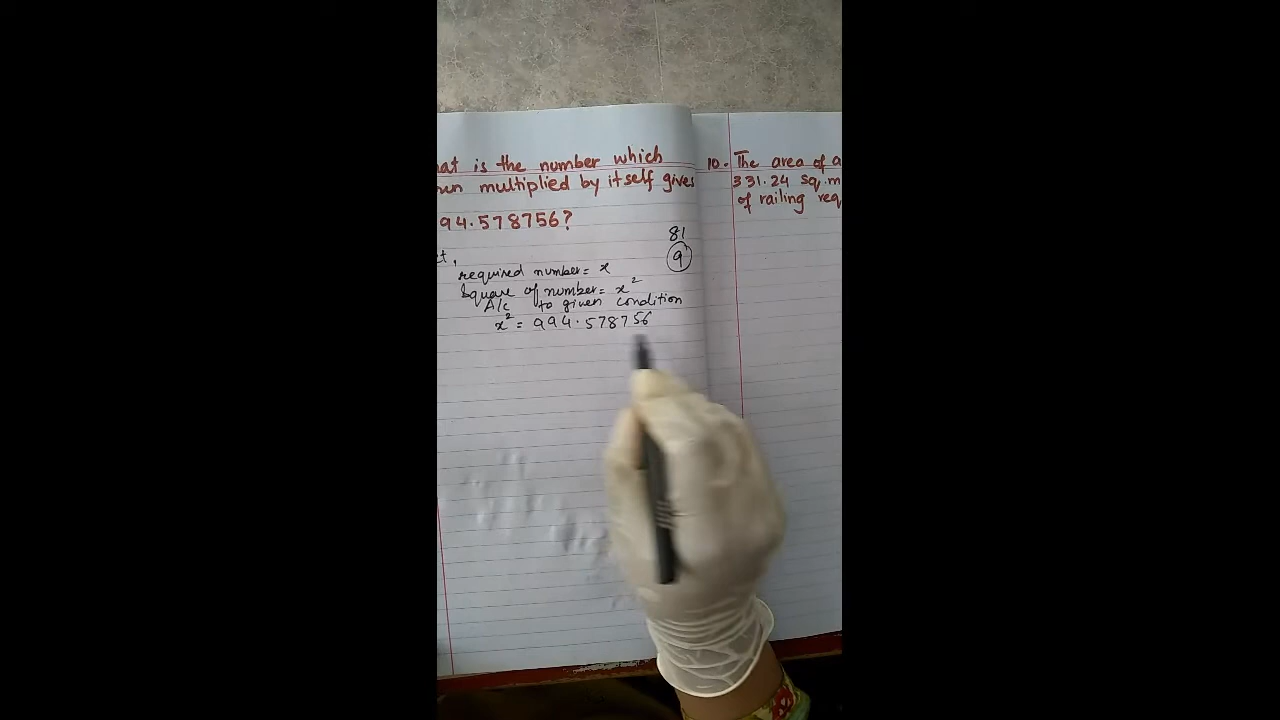 at is the number which
en multiplied by itself gives
94.578756?
81
9
t,
required number = x
Square of number = x²
A/c to given condition
x² = 994.578756
10. The area of a
331.24 sq.m
of railing req